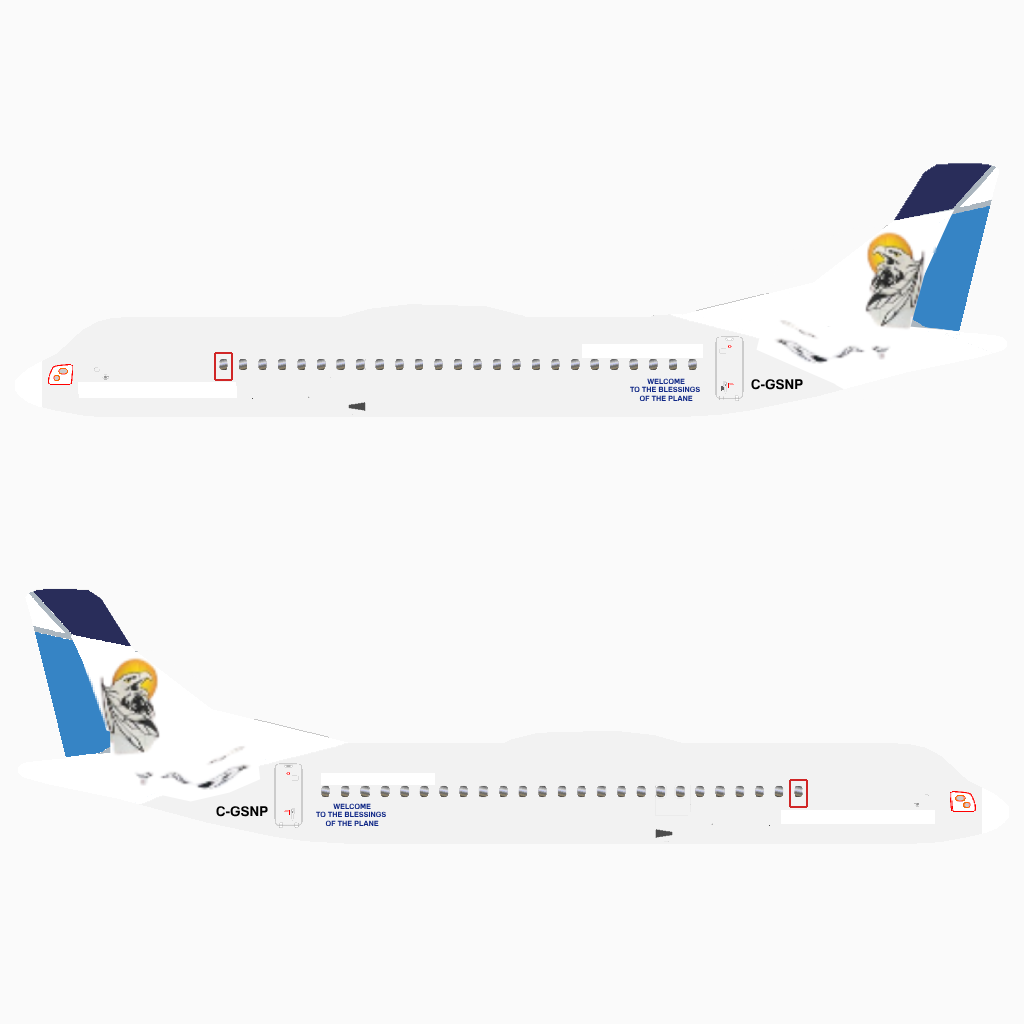 WELCOME
TO THE BLESSINGS
OF THE PLANE
C-GSNP
C-GSNP
WELCOME
TO THE BLESSINGS
OF THE PLANE